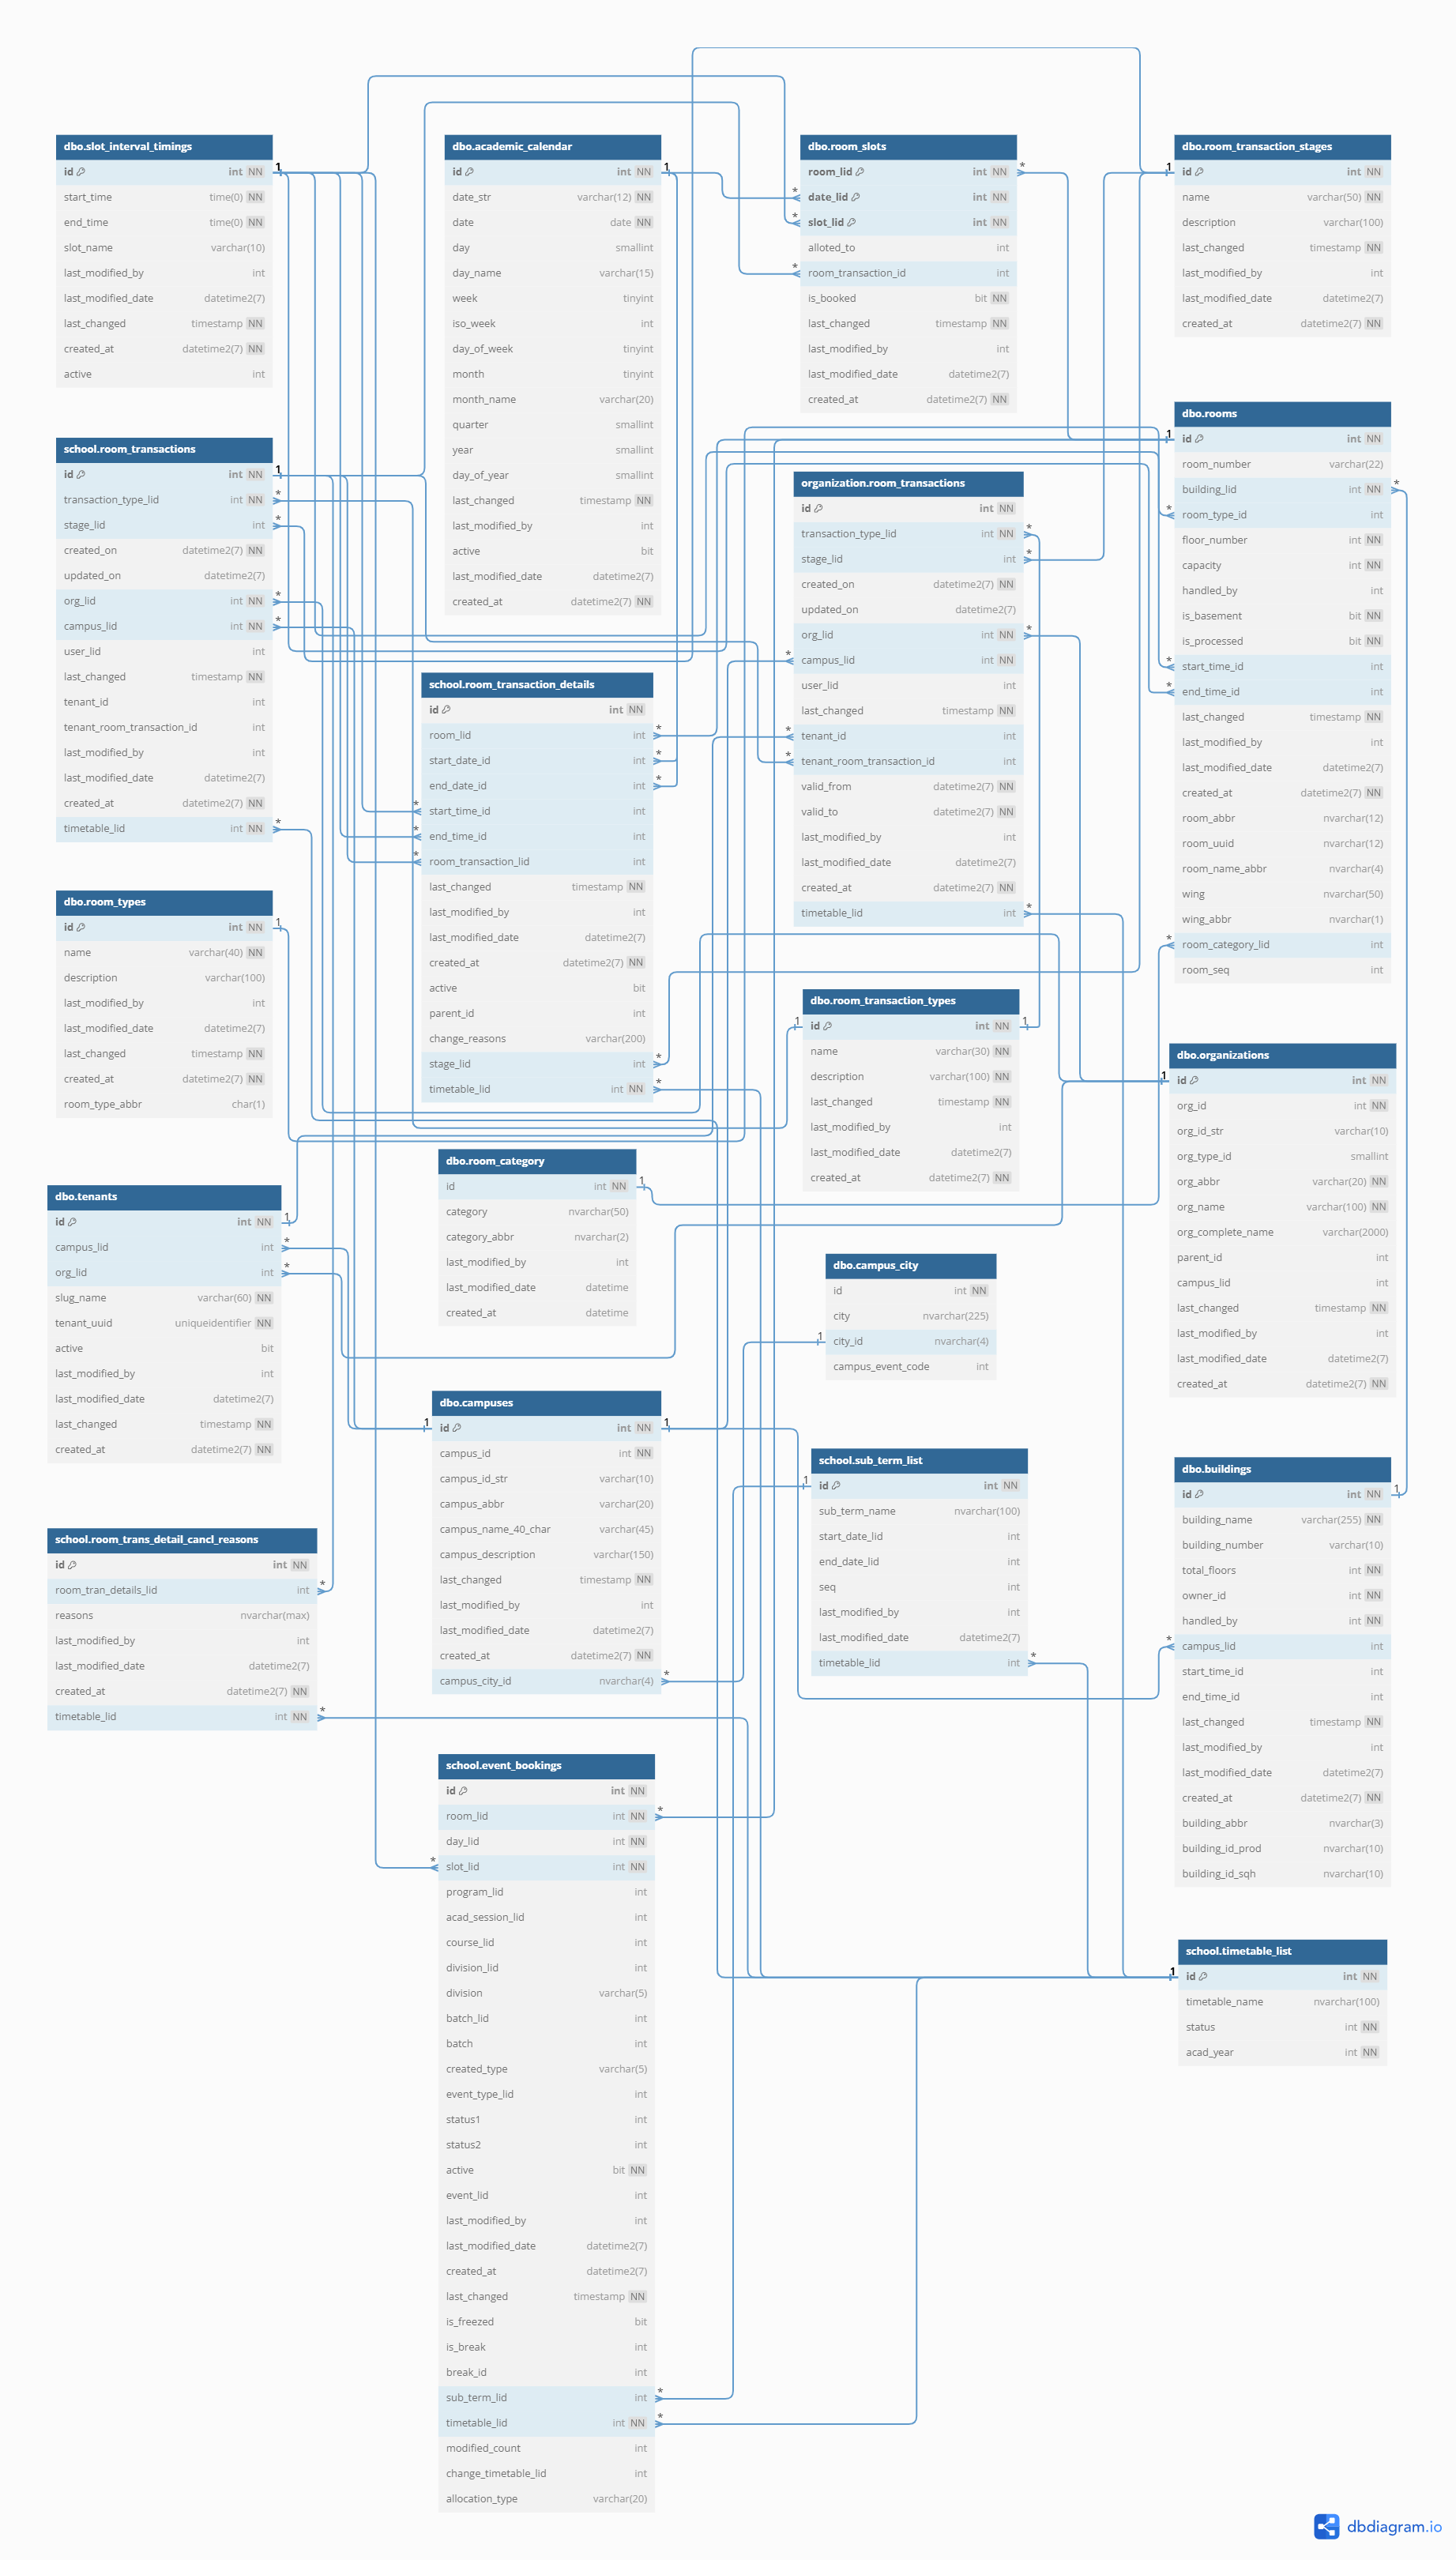 dbo.slot_interval_timings
id int NN
start_time time(0) NN
end_time time(0) NN
slot_name varchar(10)
last_modified_by int
last_modified_date datetime2(7)
last_changed timestamp NN
created_at datetime2(7) NN
active int
1
dbo.academic_calendar
id int NN
date_str varchar(12) NN
date date NN
day smallint
day_name varchar(15)
week tinyint
iso_week int
day_of_week tinyint
month tinyint
month_name varchar(20)
quarter smallint
year smallint
day_of_year smallint
last_changed timestamp NN
last_modified_by int
active bit
last_modified_date datetime2(7)
created_at datetime2(7) NN
1
dbo.room_slots
room_lid int NN *
* date_lid int NN
* slot_lid int NN
alloted_to int
* room_transaction_id int
is_booked bit NN
last_changed timestamp NN
last_modified_by int
last_modified_date datetime2(7)
created_at datetime2(7) NN
dbo.room_transaction_stages
1 id int NN
name varchar(50) NN
description varchar(100)
last_changed timestamp NN
last_modified_by int
last_modified_date datetime2(7)
created_at datetime2(7) NN
school.room_transactions
id int NN 1
transaction_type_lid int NN *
stage_lid int *
created_on datetime2(7) NN
updated_on datetime2(7)
org_lid int NN *
campus_lid int NN *
user_lid int
last_changed timestamp NN
tenant_id int
tenant_room_transaction_id int
last_modified_by int
last_modified_date datetime2(7)
created_at datetime2(7) NN
timetable_lid int NN *
organization.room_transactions
id int NN
transaction_type_lid int NN *
stage_lid int *
created_on datetime2(7) NN
updated_on datetime2(7)
org_lid int NN *
* campus_lid int NN
user_lid int
last_changed timestamp NN
* tenant_id int
* tenant_room_transaction_id int
valid_from datetime2(7) NN
valid_to datetime2(7) NN
last_modified_by int
last_modified_date datetime2(7)
created_at datetime2(7) NN
timetable_lid int *
dbo.rooms
1 id int NN
room_number varchar(22)
building_lid int NN *
* room_type_id int
floor_number int NN
capacity int NN
handled_by int
is_basement bit NN
is_processed bit NN
* start_time_id int
* end_time_id int
last_changed timestamp NN
last_modified_by int
last_modified_date datetime2(7)
created_at datetime2(7) NN
room_abbr nvarchar(12)
room_uuid nvarchar(12)
room_name_abbr nvarchar(4)
wing nvarchar(50)
wing_abbr nvarchar(1)
* room_category_lid int
room_seq int
school.room_transaction_details
id int NN
room_lid int *
start_date_id int *
end_date_id int *
* start_time_id int
* end_time_id int
* room_transaction_lid int
last_changed timestamp NN
last_modified_by int
last_modified_date datetime2(7)
created_at datetime2(7) NN
active bit
parent_id int
change_reasons varchar(200)
stage_lid int *
timetable_lid int NN *
dbo.room_types
id int NN 1
name varchar(40) NN
description varchar(100)
last_modified_by int
last_modified_date datetime2(7)
last_changed timestamp NN
created_at datetime2(7) NN
room_type_abbr char(1)
dbo.room_transaction_types
1 id int NN 1
name varchar(30) NN
description varchar(100) NN
last_changed timestamp NN
last_modified_by int
last_modified_date datetime2(7)
created_at datetime2(7) NN
dbo.organizations
1 id int NN
org_id int NN
org_id_str varchar(10)
org_type_id smallint
org_abbr varchar(20) NN
org_name varchar(100) NN
org_complete_name varchar(2000)
parent_id int
campus_lid int
last_changed timestamp NN
last_modified_by int
last_modified_date datetime2(7)
created_at datetime2(7) NN
dbo.room_category
id int NN 1
category nvarchar(50)
category_abbr nvarchar(2)
last_modified_by int
last_modified_date datetime
created_at datetime
dbo.tenants
id int NN 1
campus_lid int *
org_lid int *
slug_name varchar(60) NN
tenant_uuid uniqueidentifier NN
active bit
last_modified_by int
last_modified_date datetime2(7)
last_changed timestamp NN
created_at datetime2(7) NN
dbo.campus_city
id int NN
city nvarchar(225)
1 city_id nvarchar(4)
campus_event_code int
dbo.campuses
1 id int NN 1
campus_id int NN
campus_id_str varchar(10)
campus_abbr varchar(20)
campus_name_40_char varchar(45)
campus_description varchar(150)
last_changed timestamp NN
last_modified_by int
last_modified_date datetime2(7)
created_at datetime2(7) NN
campus_city_id nvarchar(4) *
school.sub_term_list
1 id int NN
sub_term_name nvarchar(100)
start_date_lid int
end_date_lid int
seq int
last_modified_by int
last_modified_date datetime2(7)
timetable_lid int *
dbo.buildings
id int NN 1
building_name varchar(255) NN
building_number varchar(10)
total_floors int NN
owner_id int NN
handled_by int NN
* campus_lid int
start_time_id int
end_time_id int
last_changed timestamp NN
last_modified_by int
last_modified_date datetime2(7)
created_at datetime2(7) NN
building_abbr nvarchar(3)
building_id_prod nvarchar(10)
building_id_sqh nvarchar(10)
school.room_trans_detail_cancl_reasons
id int NN
room_tran_details_lid int *
reasons nvarchar(max)
last_modified_by int
last_modified_date datetime2(7)
created_at datetime2(7) NN
timetable_lid int NN *
school.event_bookings
id int NN
room_lid int NN *
day_lid int NN
* slot_lid int NN
program_lid int
acad_session_lid int
course_lid int
division_lid int
division varchar(5)
batch_lid int
batch int
created_type varchar(5)
event_type_lid int
status1 int
status2 int
active bit NN
event_lid int
last_modified_by int
last_modified_date datetime2(7)
created_at datetime2(7)
last_changed timestamp NN
is_freezed bit
is_break int
break_id int
sub_term_lid int *
timetable_lid int NN *
modified_count int
change_timetable_lid int
allocation_type varchar(20)
school.timetable_list
1 id int NN
timetable_name nvarchar(100)
status int NN
acad_year int NN
dbdiagram.io